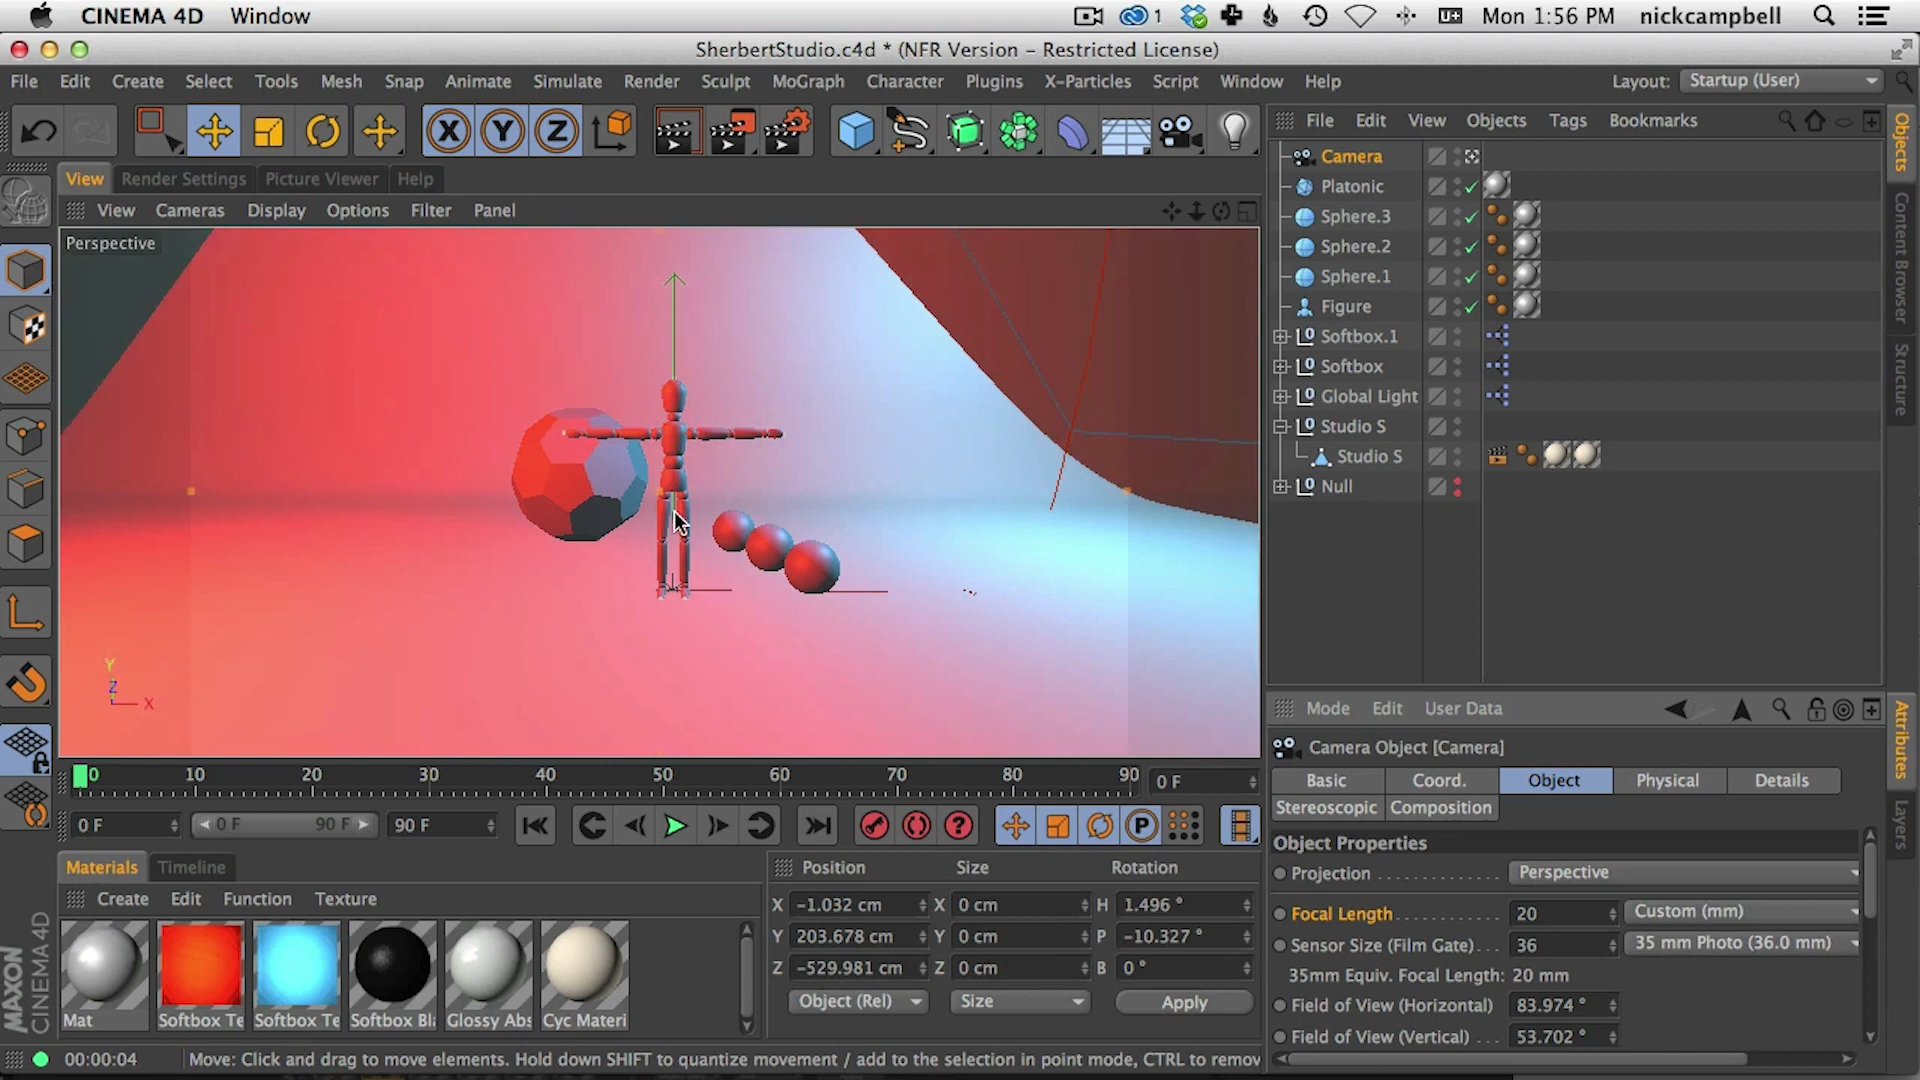 CINEMA 4D Window 1 Mon 1:56 PM nickcampbell
SherbertStudio.c4d * (NFR Version – Restricted License)
File Edit Create Select Tools Mesh Snap Animate Simulate Render Sculpt MoGraph Character Plugins X-Particles Script Window Help Layout: Startup (User)
X Y Z
File Edit View Objects Tags Bookmarks
View Render Settings Picture Viewer Help
View Cameras Display Options Filter Panel
Perspective
Y
Z
X
Camera
Platonic
Sphere.3
Sphere.2
Sphere.1
Figure
Softbox.1
Softbox
Global Light
Studio S
Studio S
Null
Objects
Content Browser
Structure
0 10 20 30 40 50 60 70 80 90 0 F
0 F 0 F 90 F 90 F
P
Materials Timeline
Create Edit Function Texture
Mat
Softbox Te
Softbox Te
Softbox Bl
Glossy Abs
Cyc Materi
MAXON
CINEMA 4D
Position Size Rotation
X -1.032 cm X 0 cm H 1.496 °
Y 203.678 cm Y 0 cm P -10.327 °
Z -529.981 cm Z 0 cm B 0 °
Object (Rel) Size Apply
Mode Edit User Data
Camera Object [Camera]
Basic Coord. Object Physical Details
Stereoscopic Composition
Object Properties
Projection Perspective
Focal Length 20 Custom (mm)
Sensor Size (Film Gate) 36 35 mm Photo (36.0 mm)
35mm Equiv. Focal Length: 20 mm
Field of View (Horizontal) 83.974 °
Field of View (Vertical) 53.702 °
Attributes
Layers
00:00:04 Move: Click and drag to move elements. Hold down SHIFT to quantize movement / add to the selection in point mode, CTRL to remov